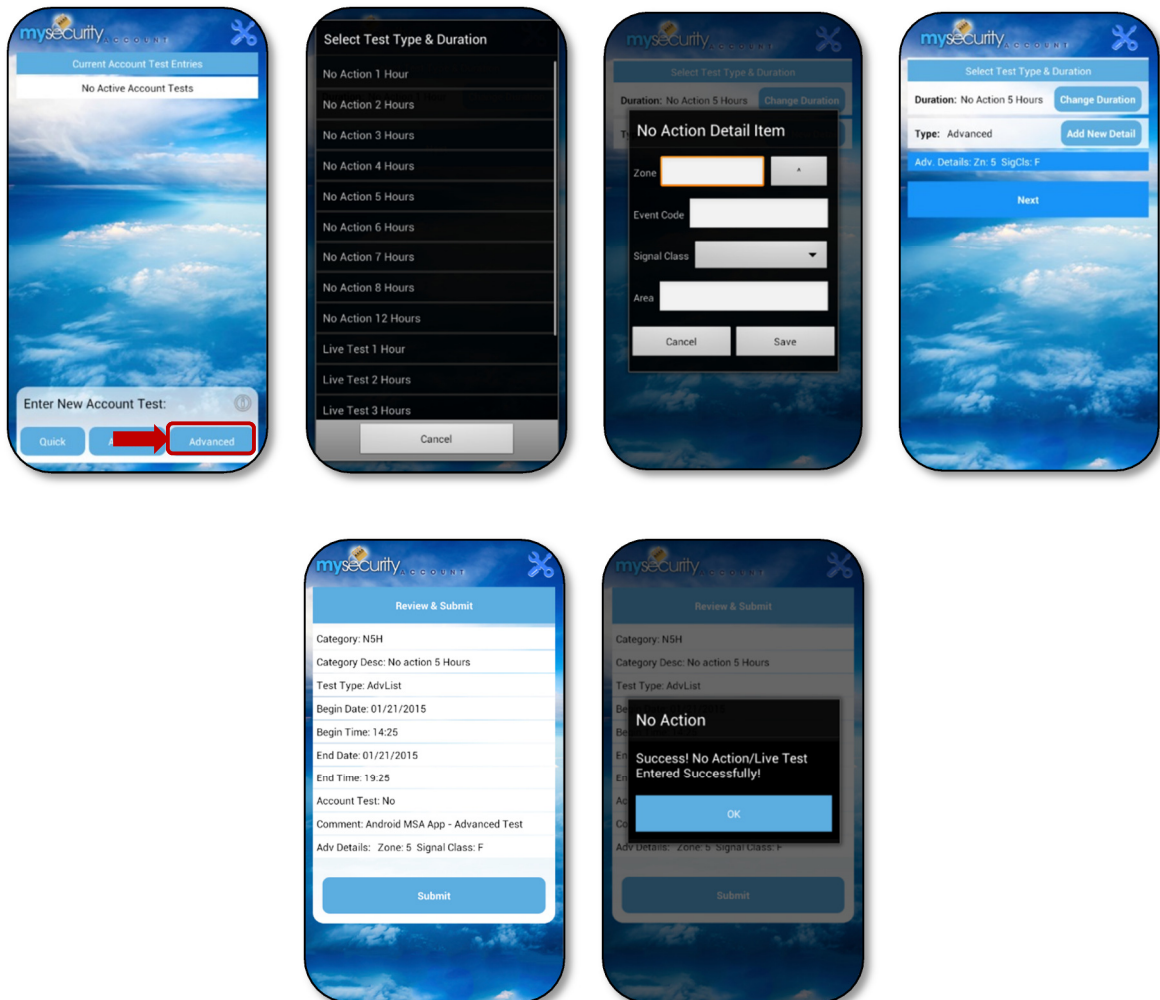 mysecurity
ACCOUNT
Current Account Test Entries
No Active Account Tests
Enter New Account Test:
Quick
Advanced
Select Test Type & Duration
No Action 1 Hour
No Action 2 Hours
No Action 3 Hours
No Action 4 Hours
No Action 5 Hours
No Action 6 Hours
No Action 7 Hours
No Action 8 Hours
No Action 12 Hours
Live Test 1 Hour
Live Test 2 Hours
Live Test 3 Hours
Cancel
mysecurity
ACCOUNT
Select Test Type & Duration
Duration: No Action 5 Hours Change Duration
No Action Detail Item
Zone
^
Event Code
Signal Class
Area
Cancel Save
mysecurity
ACCOUNT
Select Test Type & Duration
Duration: No Action 5 Hours Change Duration
Type: Advanced Add New Detail
Adv. Details: Zn: 5 SigCls: F
Next
mysecurity
ACCOUNT
Review & Submit
Category: N5H
Category Desc: No action 5 Hours
Test Type: AdvList
Begin Date: 01/21/2015
Begin Time: 14:25
End Date: 01/21/2015
End Time: 19:25
Account Test: No
Comment: Android MSA App - Advanced Test
Adv Details: Zone: 5 Signal Class: F
Submit
mysecurity
ACCOUNT
Review & Submit
Category: N5H
Category Desc: No action 5 Hours
Test Type: AdvList
No Action
Success! No Action/Live Test
Entered Successfully!
OK
Adv Details: Zone: 5 Signal Class: F
Submit